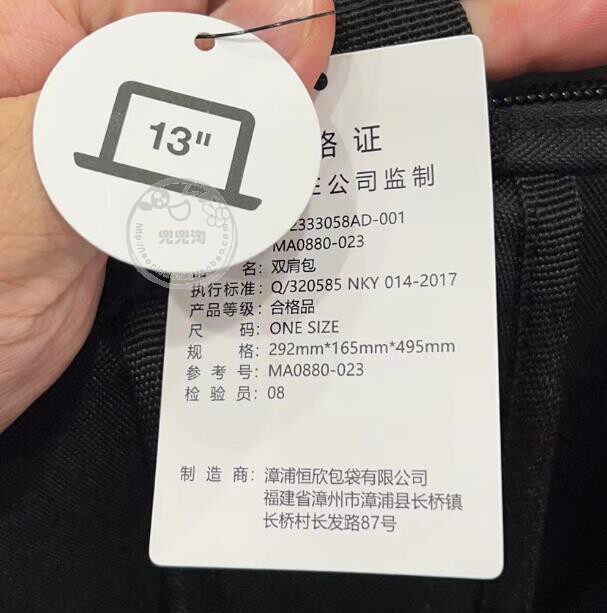 13"
兜兜淘
格证
公司监制
2333058AD-001
MA0880-023
名：双肩包
执行标准：Q/320585 NKY 014-2017
产品等级：合格品
尺 码：ONE SIZE
规 格：292mm*165mm*495mm
参 考 号：MA0880-023
检 验 员：08
制 造 商：漳浦恒欣包袋有限公司
福建省漳州市漳浦县长桥镇
长桥村长发路87号